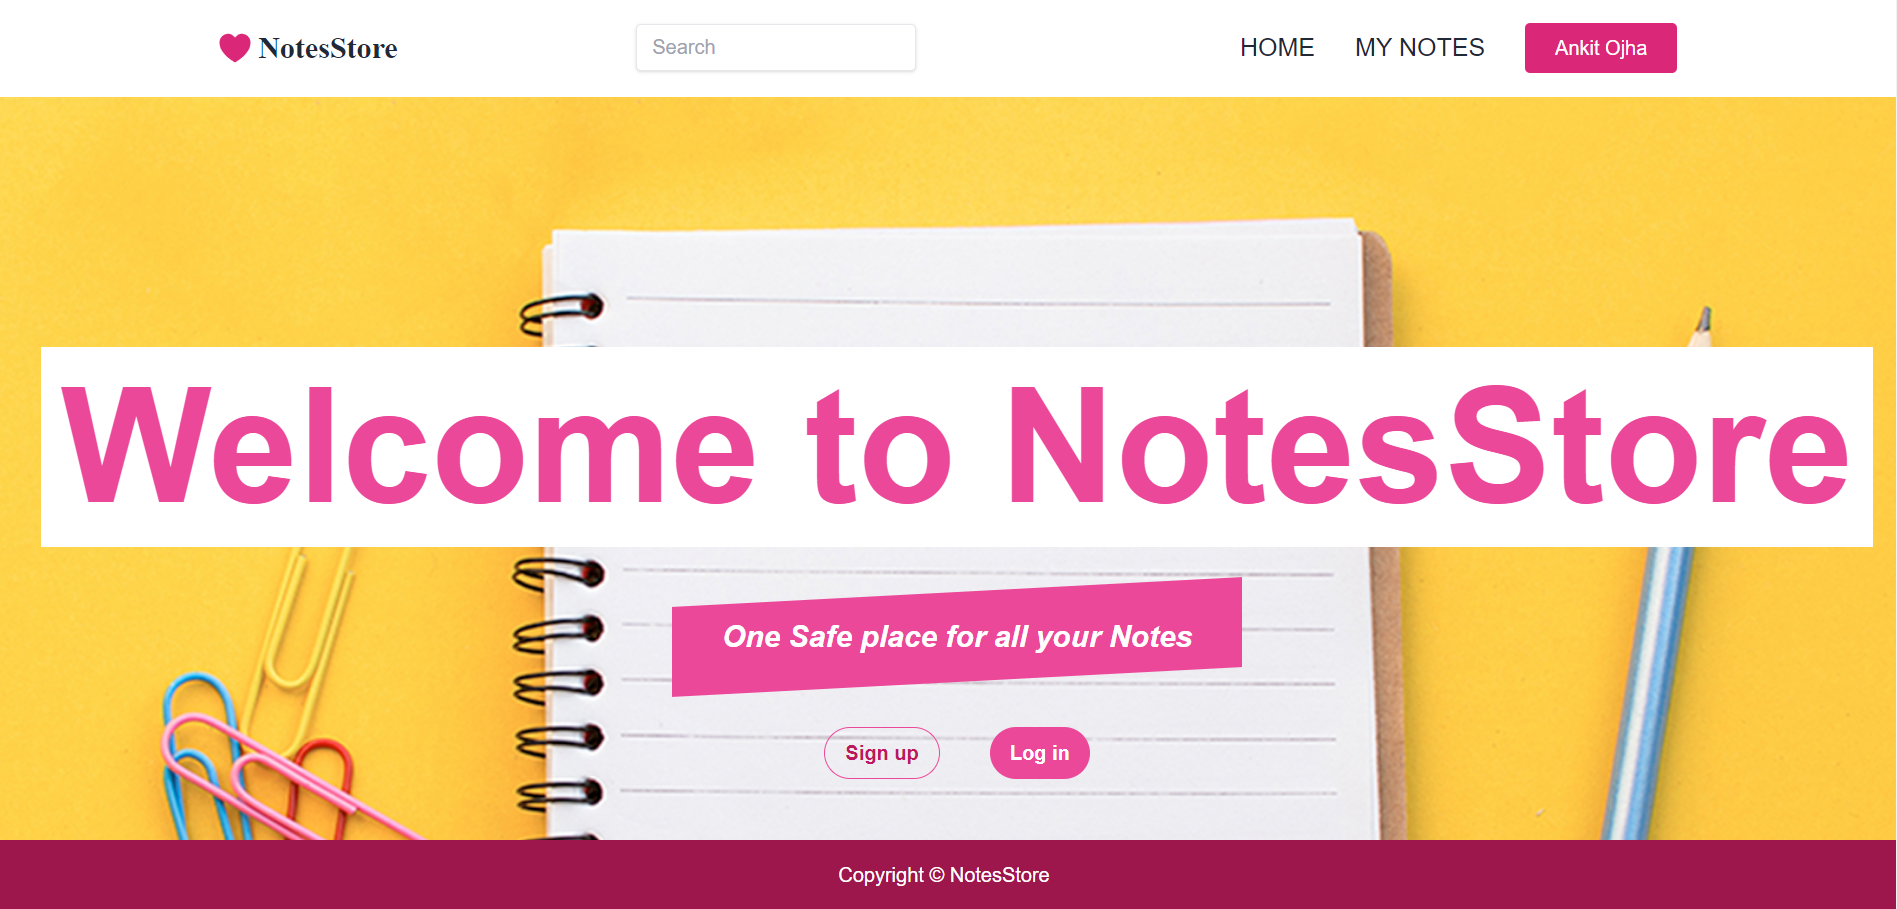 NotesStore
Search
HOME
MY NOTES
Ankit Ojha
Welcome to NotesStore
One Safe place for all your Notes
Sign up
Log in
Copyright © NotesStore